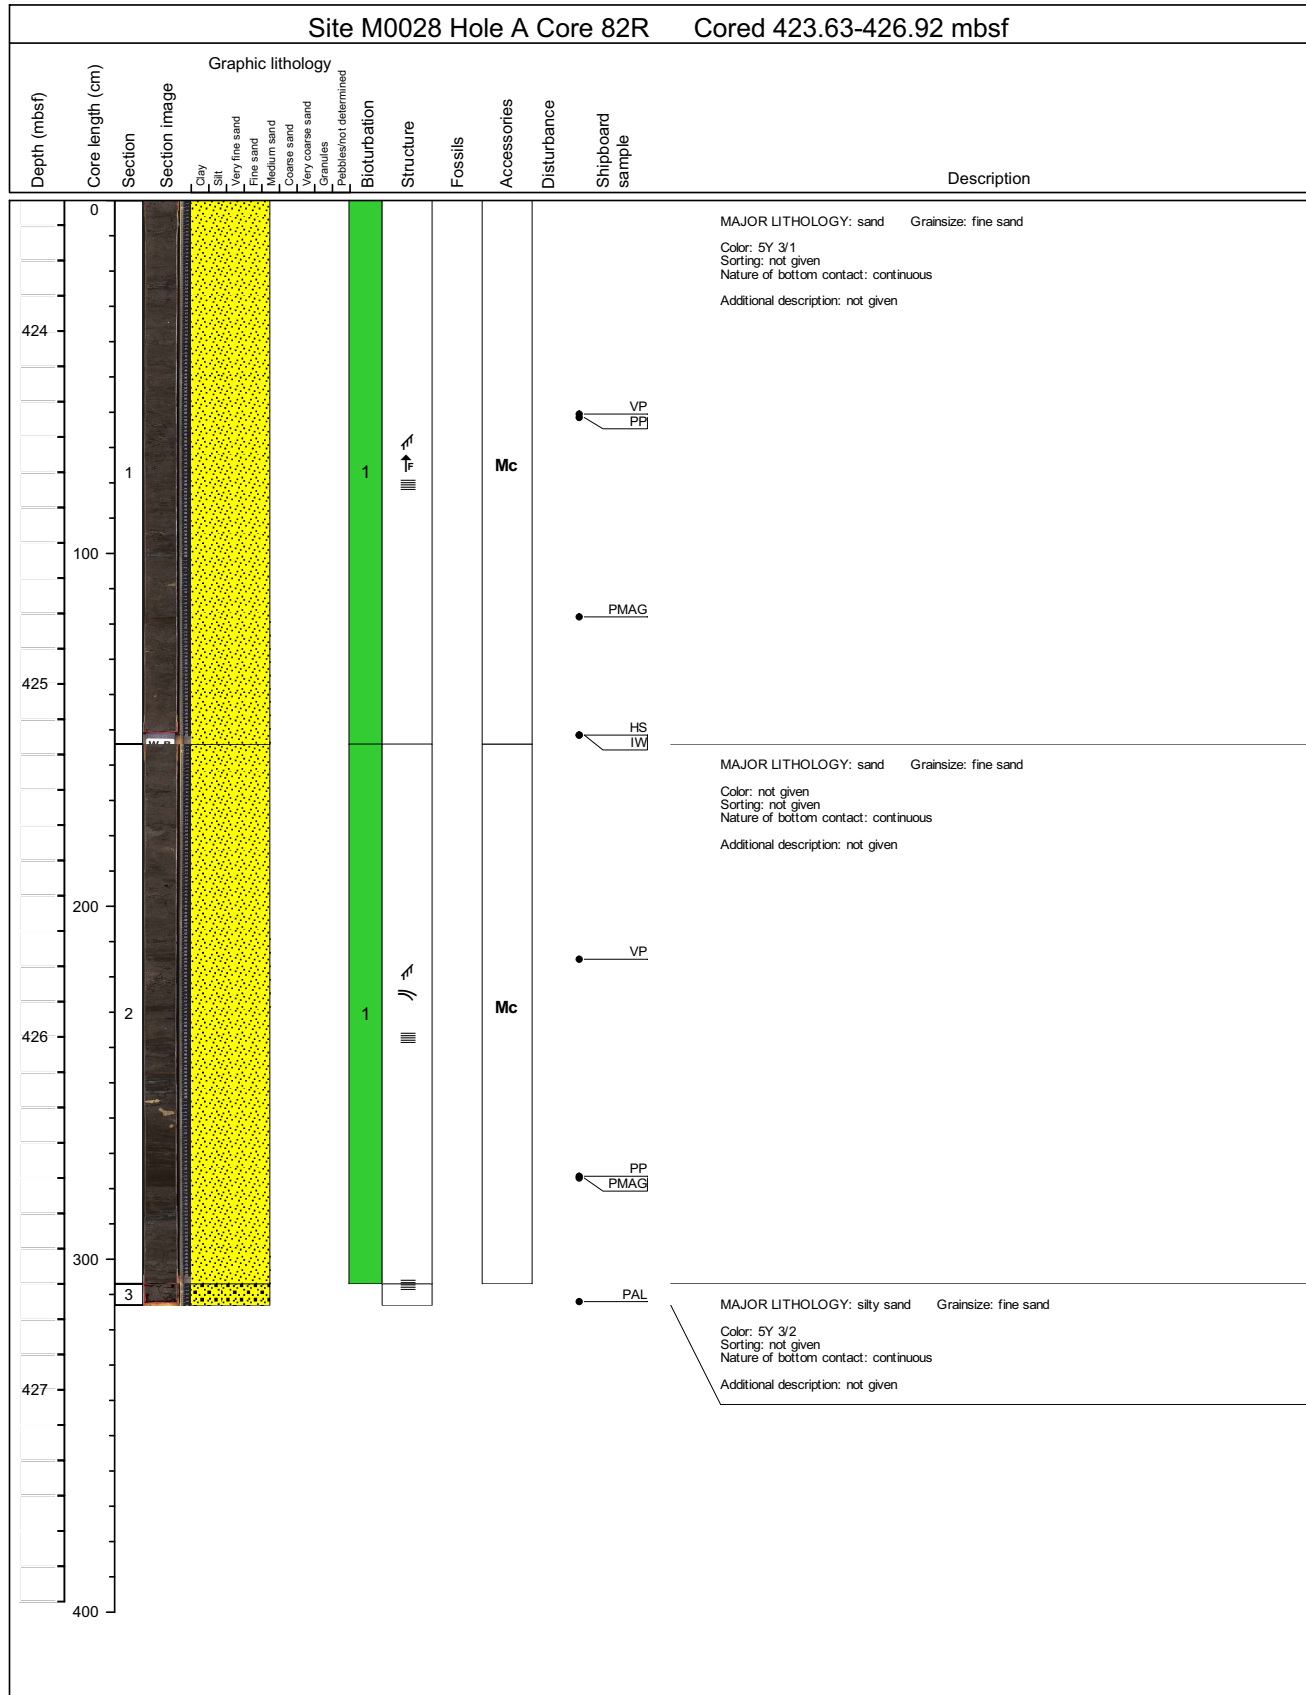 Site M0028 Hole A Core 82R Cored 423.63-426.92 mbsf
Graphic lithology
Depth (mbsf)
Core length (cm)
Section
Section image
Clay
Silt
Very fine sand
Fine sand
Medium sand
Coarse sand
Very coarse sand
Granules
Pebbles/not determined
Bioturbation
Structure
Fossils
Accessories
Disturbance
Shipboard
sample
Description
0
MAJOR LITHOLOGY: sand Grainsize: fine sand
Color: 5Y 3/1
Sorting: not given
Nature of bottom contact: continuous
Additional description: not given
424
VP
PP
F
1 1 Mc
100
PMAG
425
HS
IW
MAJOR LITHOLOGY: sand Grainsize: fine sand
Color: not given
Sorting: not given
Nature of bottom contact: continuous
Additional description: not given
200
VP
2 1 Mc
426
PP
PMAG
300
3
PAL
MAJOR LITHOLOGY: silty sand Grainsize: fine sand
Color: 5Y 3/2
Sorting: not given
Nature of bottom contact: continuous
Additional description: not given
427
400